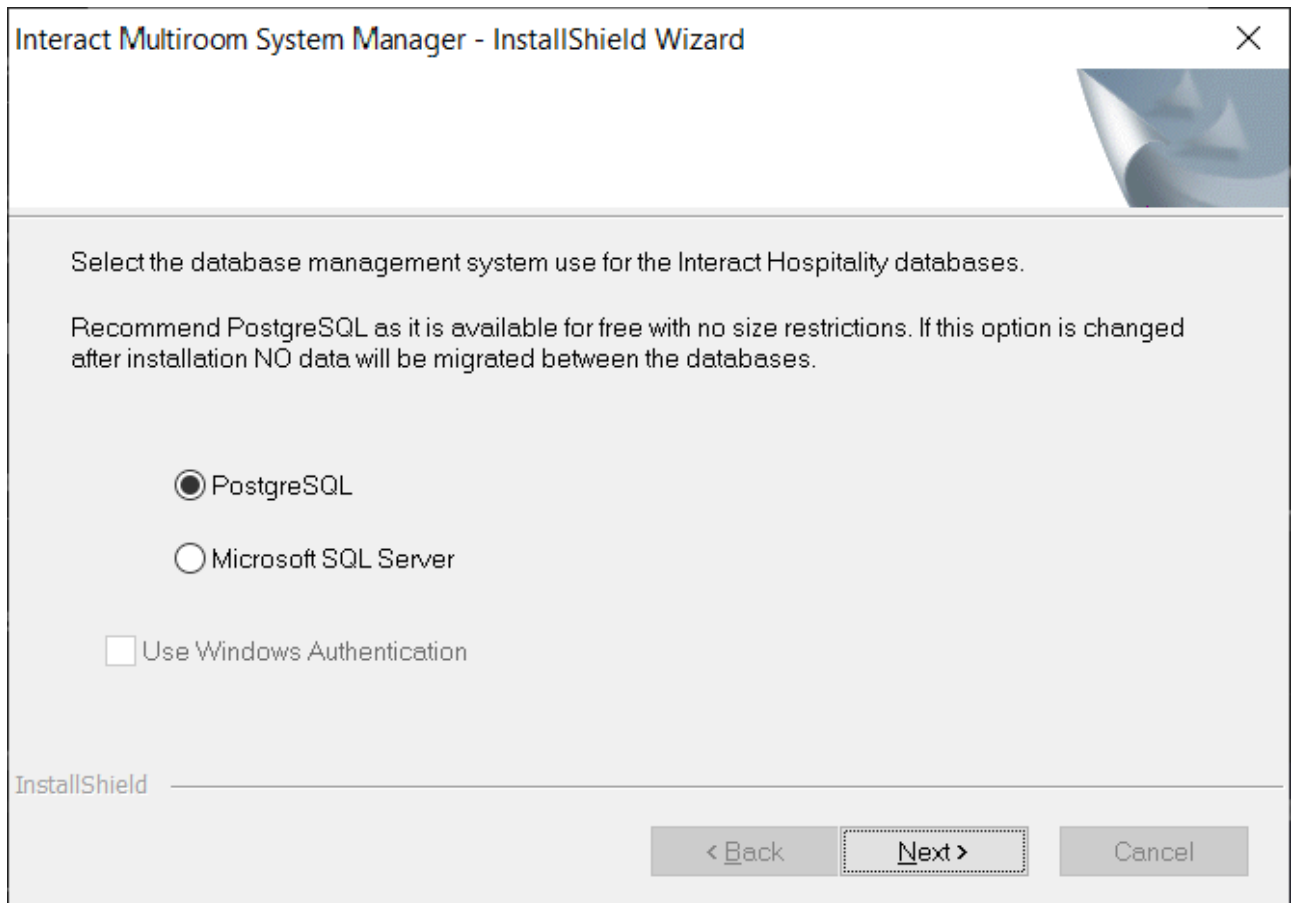 Interact Multiroom System Manager - InstallShield Wizard
Select the database management system use for the Interact Hospitality databases.
Recommend PostgreSQL as it is available for free with no size restrictions. If this option is changed
after installation NO data will be migrated between the databases.
PostgreSQL
Microsoft SQL Server
Use Windows Authentication
InstallShield
< Back
Next >
Cancel